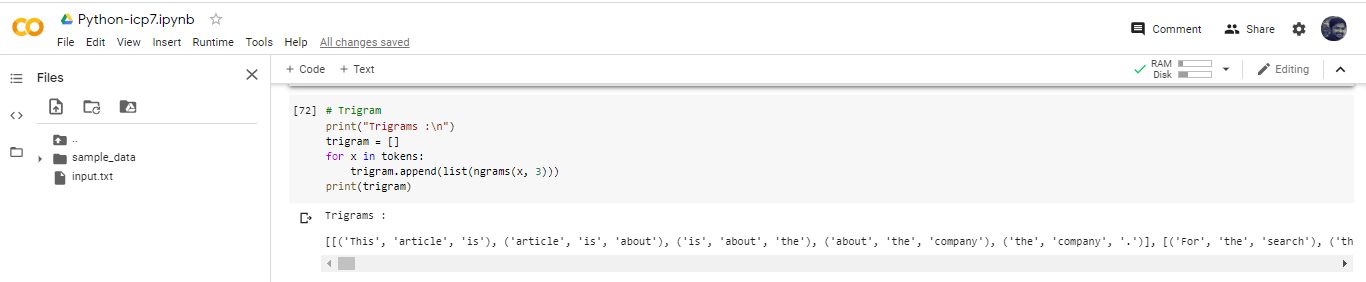 Python-icp7.ipynb
File Edit View Insert Runtime Tools Help All changes saved
Comment Share
Files
+ Code + Text
RAM
Disk
Editing
..
sample_data
input.txt
[72] # Trigram
print("Trigrams :\n")
trigram = []
for x in tokens:
    trigram.append(list(ngrams(x, 3)))
print(trigram)
Trigrams :
[[('This', 'article', 'is'), ('article', 'is', 'about'), ('is', 'about', 'the'), ('about', 'the', 'company'), ('the', 'company', '.')], [('For', 'the', 'search'), ('th